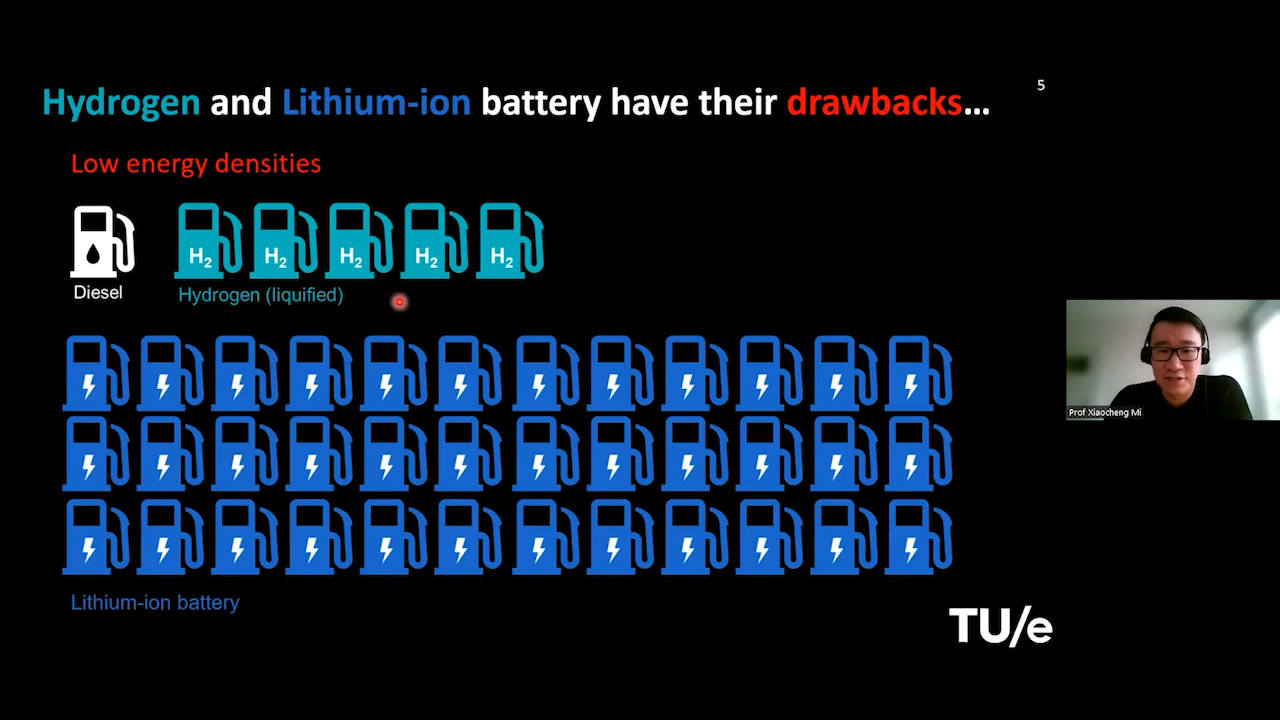 Hydrogen and Lithium-ion battery have their drawbacks...
5
Low energy densities
H2 H2 H2 H2 H2
Diesel
Hydrogen (liquified)
Lithium-ion battery
TU/e
Prof Xiaocheng Mi